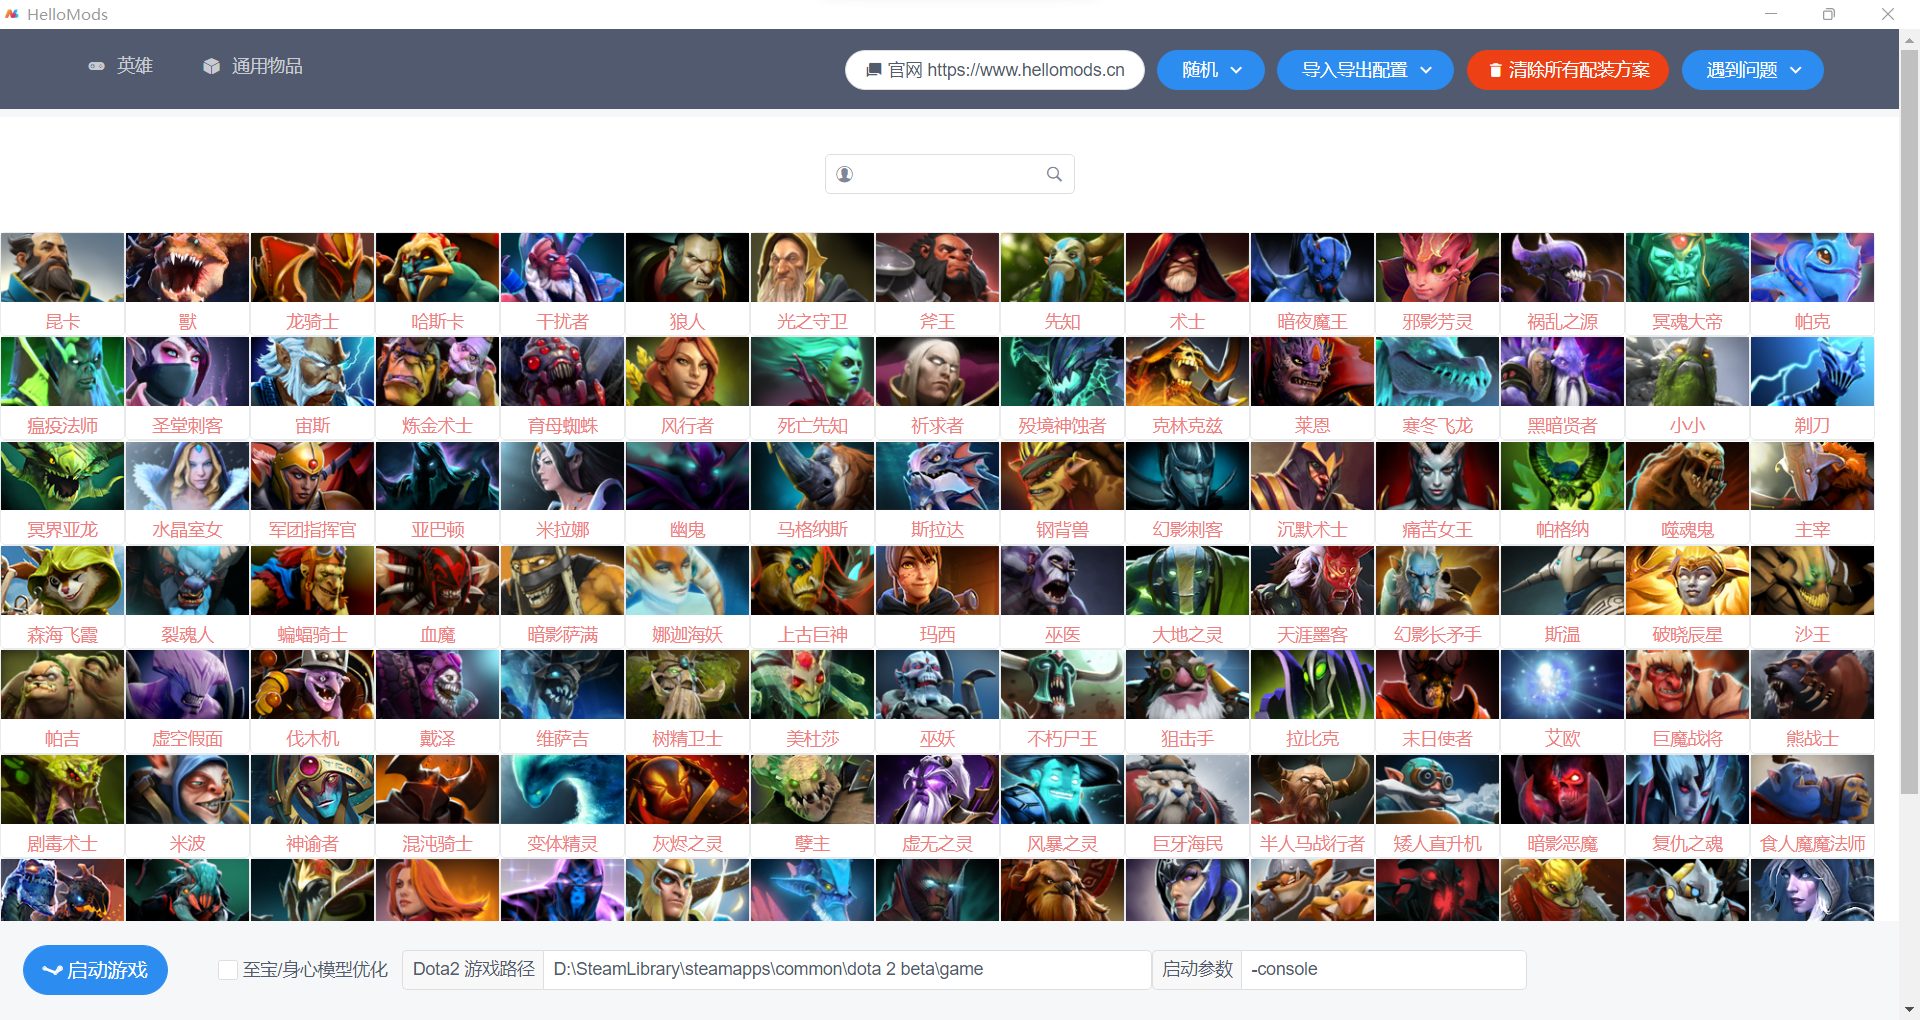 HelloMods
英雄 通用物品 官网 https://www.hellomods.cn 随机 导入导出配置 清除所有配装方案 遇到问题
昆卡 獸 龙骑士 哈斯卡 干扰者 狼人 光之守卫 斧王 先知 术士 暗夜魔王 邪影芳灵 祸乱之源 冥魂大帝 帕克
瘟疫法师 圣堂刺客 宙斯 炼金术士 育母蜘蛛 风行者 死亡先知 祈求者 殁境神蚀者 克林克兹 莱恩 寒冬飞龙 黑暗贤者 小小 剃刀
冥界亚龙 水晶室女 军团指挥官 亚巴顿 米拉娜 幽鬼 马格纳斯 斯拉达 钢背兽 幻影刺客 沉默术士 痛苦女王 帕格纳 噬魂鬼 主宰
森海飞霞 裂魂人 蝙蝠骑士 血魔 暗影萨满 娜迦海妖 上古巨神 玛西 巫医 大地之灵 天涯墨客 幻影长矛手 斯温 破晓辰星 沙王
帕吉 虚空假面 伐木机 戴泽 维萨吉 树精卫士 美杜莎 巫妖 不朽尸王 狙击手 拉比克 末日使者 艾欧 巨魔战将 熊战士
剧毒术士 米波 神谕者 混沌骑士 变体精灵 灰烬之灵 孽主 虚无之灵 风暴之灵 巨牙海民 半人马战行者 矮人直升机 暗影恶魔 复仇之魂 食人魔魔法师
启动游戏 至宝/身心模型优化 Dota2 游戏路径 D:\SteamLibrary\steamapps\common\dota 2 beta\game 启动参数 -console